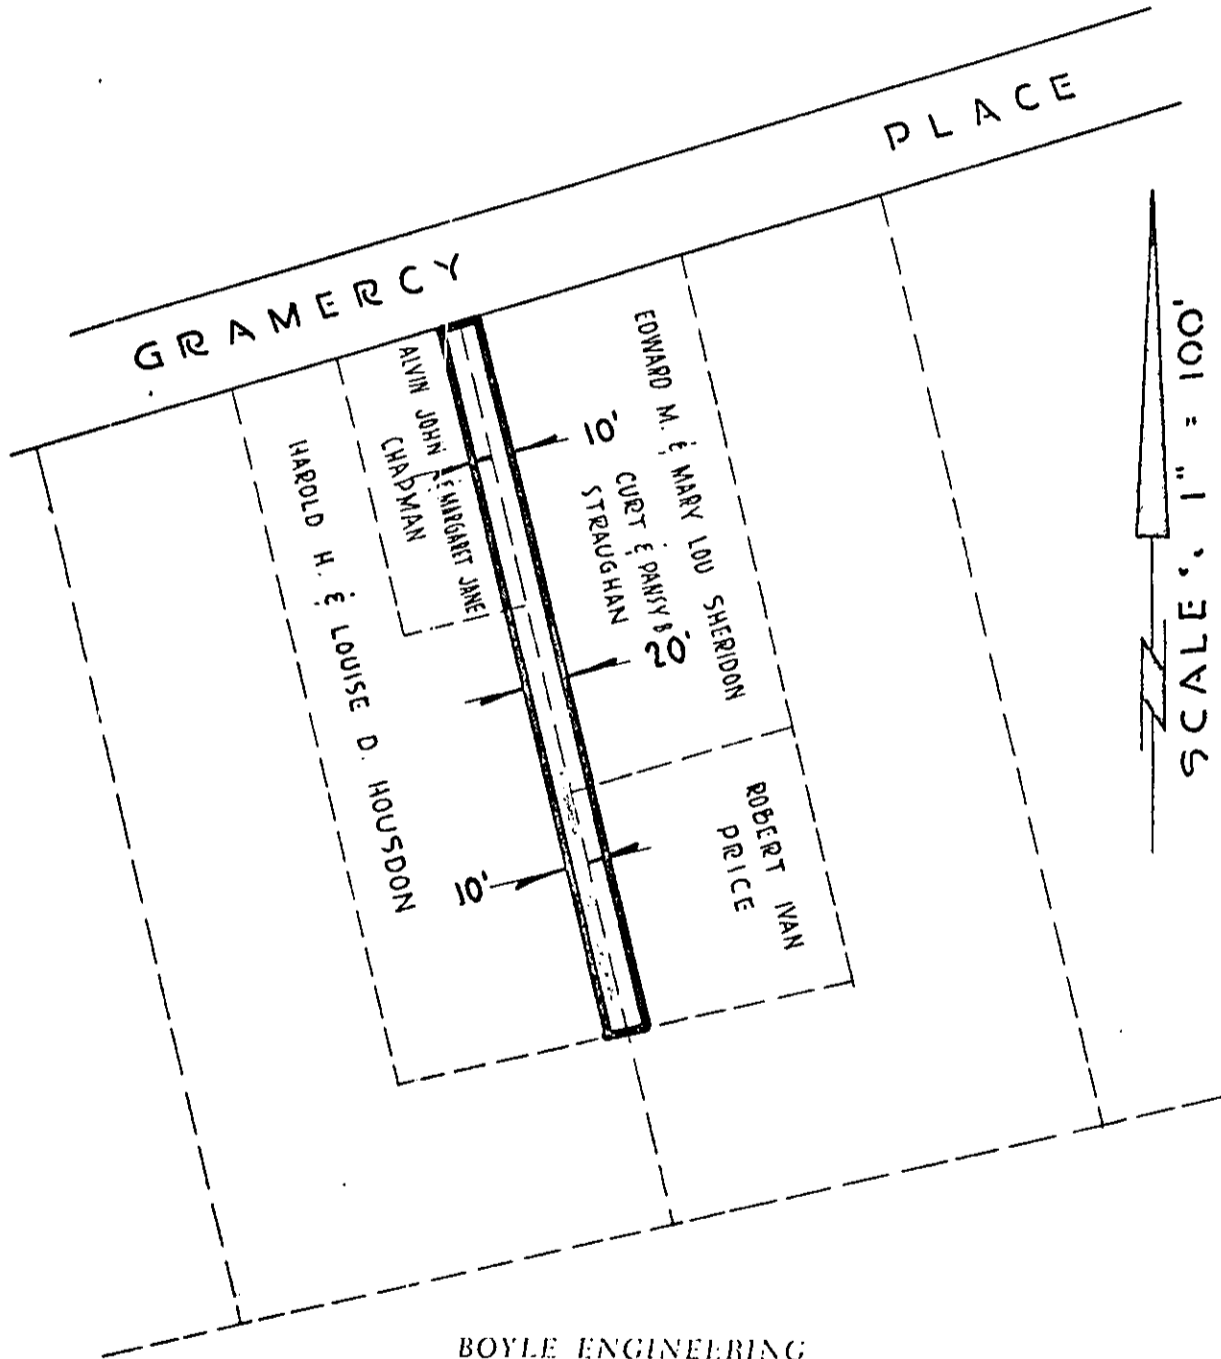 GRAMERCY PLACE
ALVIN JOHN & MARGARET JANE
CHAPMAN
HAROLD H. & LOUISE D. HOUSDON
EDWARD M. & MARY LOU SHERIDON
CURT & PANSY B
STRAUGHAN
ROBERT IVAN
PRICE
10'
20'
10'
SCALE: 1" = 100'
BOYLE ENGINEERING